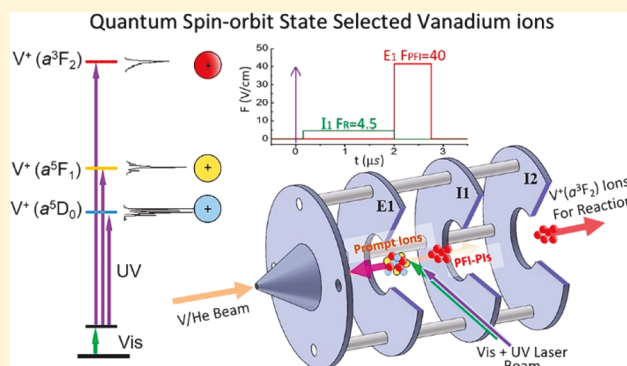 Quantum Spin-orbit State Selected Vanadium ions
V⁺(a³F₂)
V⁺(a⁵F₁)
V⁺(a⁵D₀)
UV
Vis
F (V/cm)
50
40
30
20
10
0
E1 FPFI=40
I1 FR=4.5
0 1 2 3 4
t (μs)
E1
I1
I2
V⁺(a³F₂) Ions
For Reaction
Prompt Ions
PFI-PIs
V/He Beam
Vis + UV Laser
Beam